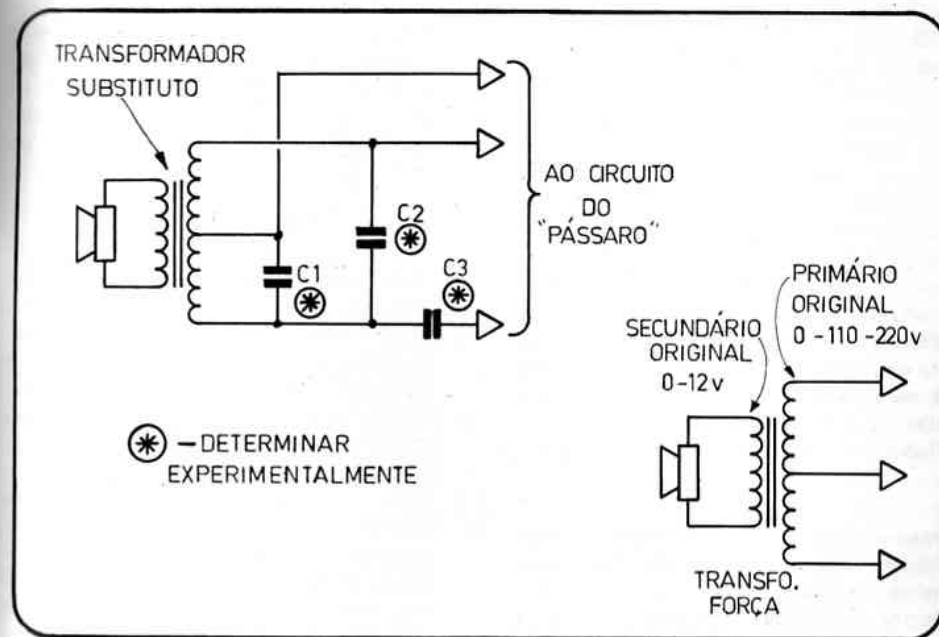 TRANSFORMADOR
SUBSTITUTO
C2
C1
C3
AO CIRCUITO
DO
"PÁSSARO"
✱ — DETERMINAR
EXPERIMENTALMENTE
SECUNDÁRIO
ORIGINAL
0-12v
PRIMÁRIO
ORIGINAL
0-110-220v
TRANSFO.
FORÇA